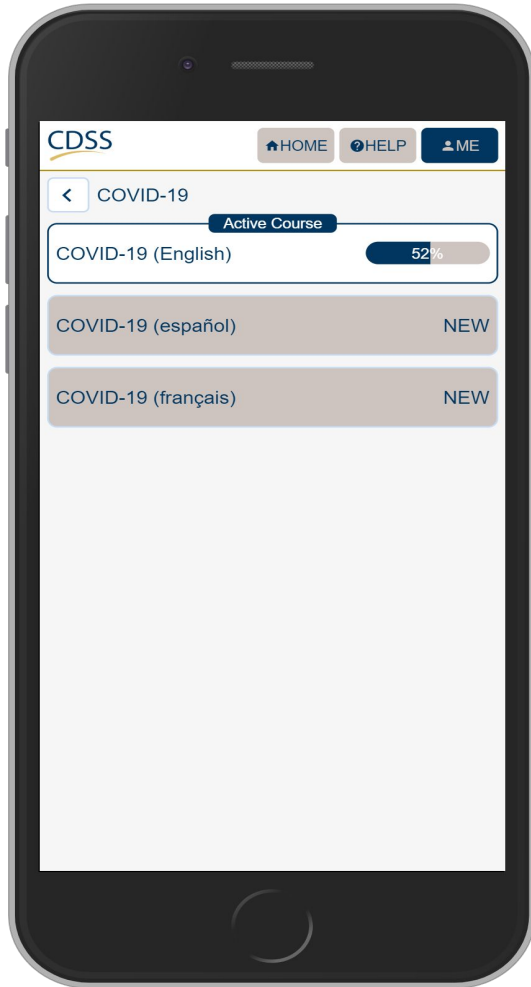 CDSS
HOME
HELP
ME
COVID-19
Active Course
COVID-19 (English)
52%
COVID-19 (español)
NEW
COVID-19 (français)
NEW